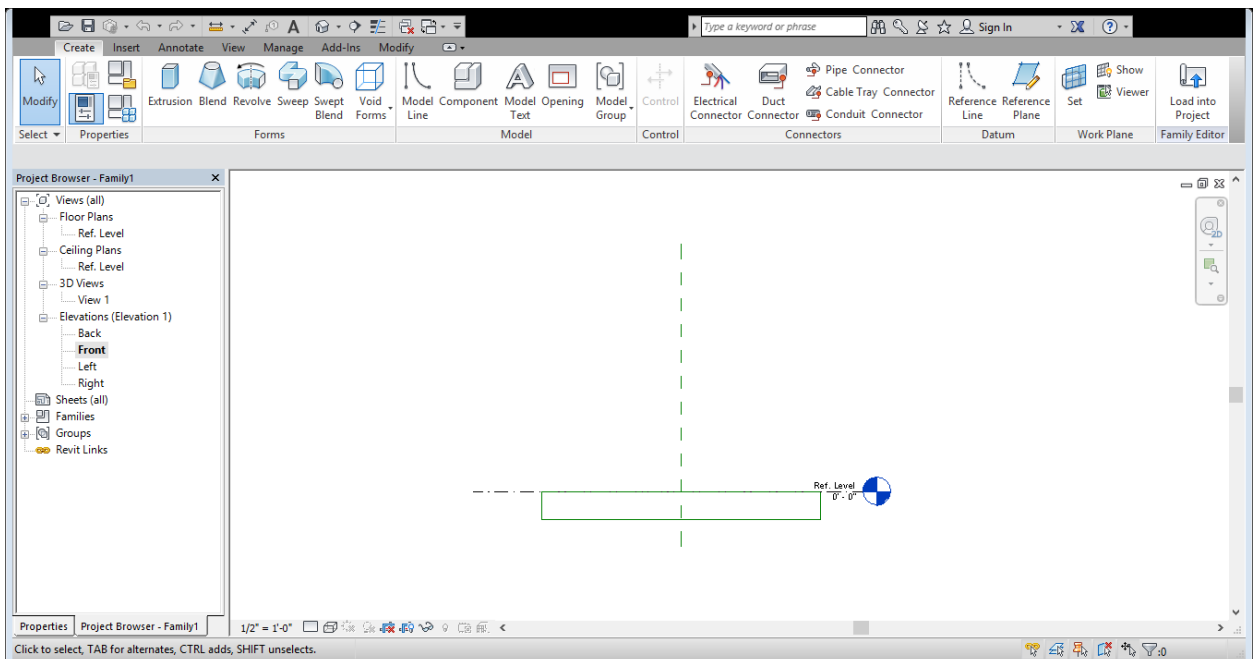 Type a keyword or phrase
Sign In
Create Insert Annotate View Manage Add-Ins Modify
Modify
Extrusion Blend Revolve Sweep Swept Blend Void Forms
Model Line Component Model Text Opening Model Group
Control
Electrical Connector Duct Connector
Pipe Connector
Cable Tray Connector
Conduit Connector
Reference Line Reference Plane
Set
Show
Viewer
Load into Project
Select Properties Forms Model Control Connectors Datum Work Plane Family Editor
Project Browser - Family1
Views (all)
Floor Plans
Ref. Level
Ceiling Plans
Ref. Level
3D Views
View 1
Elevations (Elevation 1)
Back
Front
Left
Right
Sheets (all)
Families
Groups
Revit Links
2D
Ref. Level
0' - 0"
Properties Project Browser - Family1
1/2" = 1'-0"
Click to select, TAB for alternates, CTRL adds, SHIFT unselects.
:0